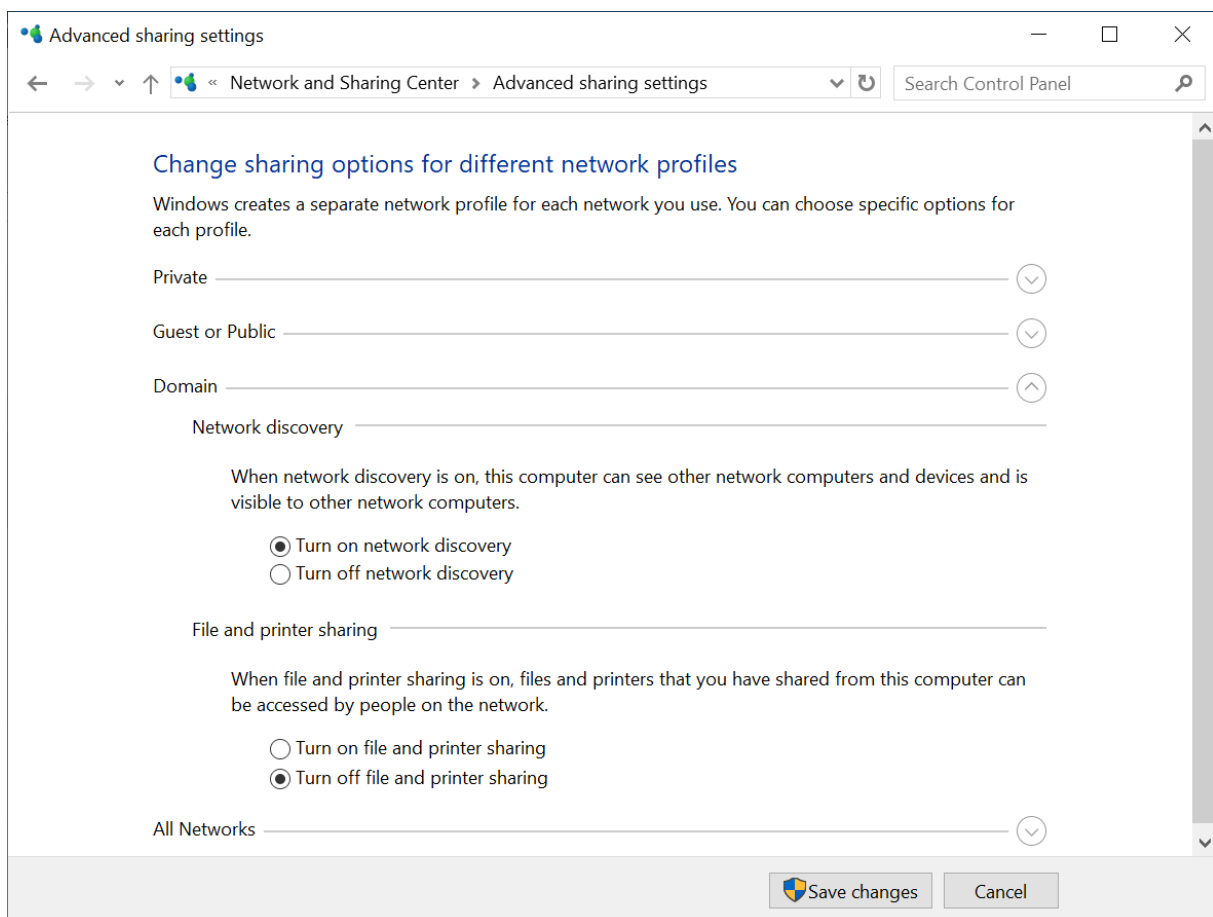 Advanced sharing settings
« Network and Sharing Center > Advanced sharing settings
Search Control Panel
Change sharing options for different network profiles
Windows creates a separate network profile for each network you use. You can choose specific options for
each profile.
Private
Guest or Public
Domain
Network discovery
When network discovery is on, this computer can see other network computers and devices and is
visible to other network computers.
Turn on network discovery
Turn off network discovery
File and printer sharing
When file and printer sharing is on, files and printers that you have shared from this computer can
be accessed by people on the network.
Turn on file and printer sharing
Turn off file and printer sharing
All Networks
Save changes
Cancel